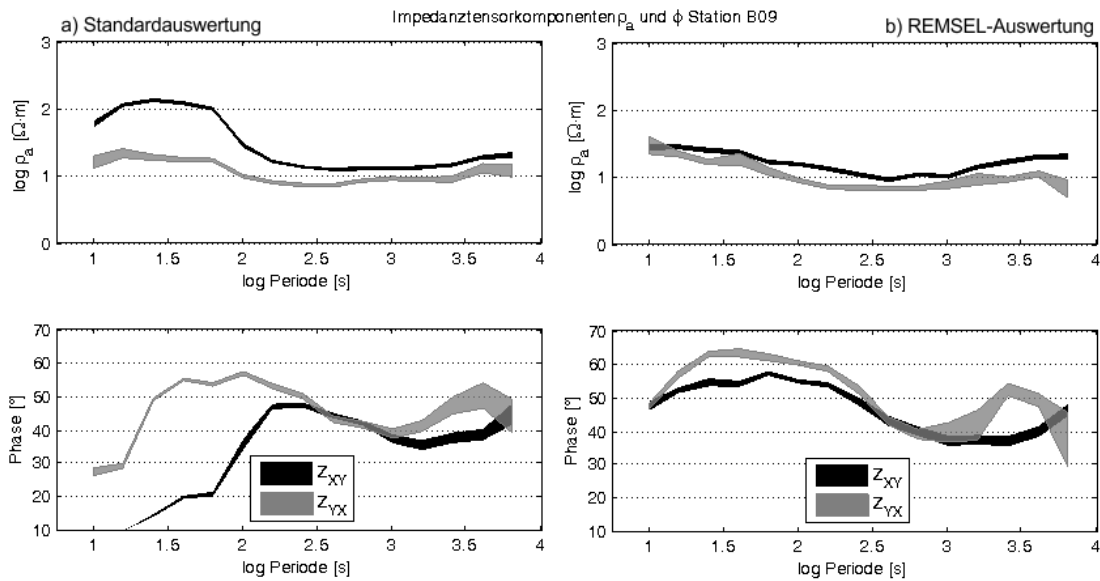 Impedanztensorkomponenten ρa und ϕ Station B09
a) Standardauswertung
b) REMSEL-Auswertung
3
2
1
0
log ρa [Ω·m]
1 1.5 2 2.5 3 3.5 4
log Periode [s]
3
2
1
0
log ρa [Ω·m]
1 1.5 2 2.5 3 3.5 4
log Periode [s]
70
60
50
40
30
20
10
Phase [°]
ZXY
ZYX
1 1.5 2 2.5 3 3.5 4
log Periode [s]
70
60
50
40
30
20
10
Phase [°]
ZXY
ZYX
1 1.5 2 2.5 3 3.5 4
log Periode [s]